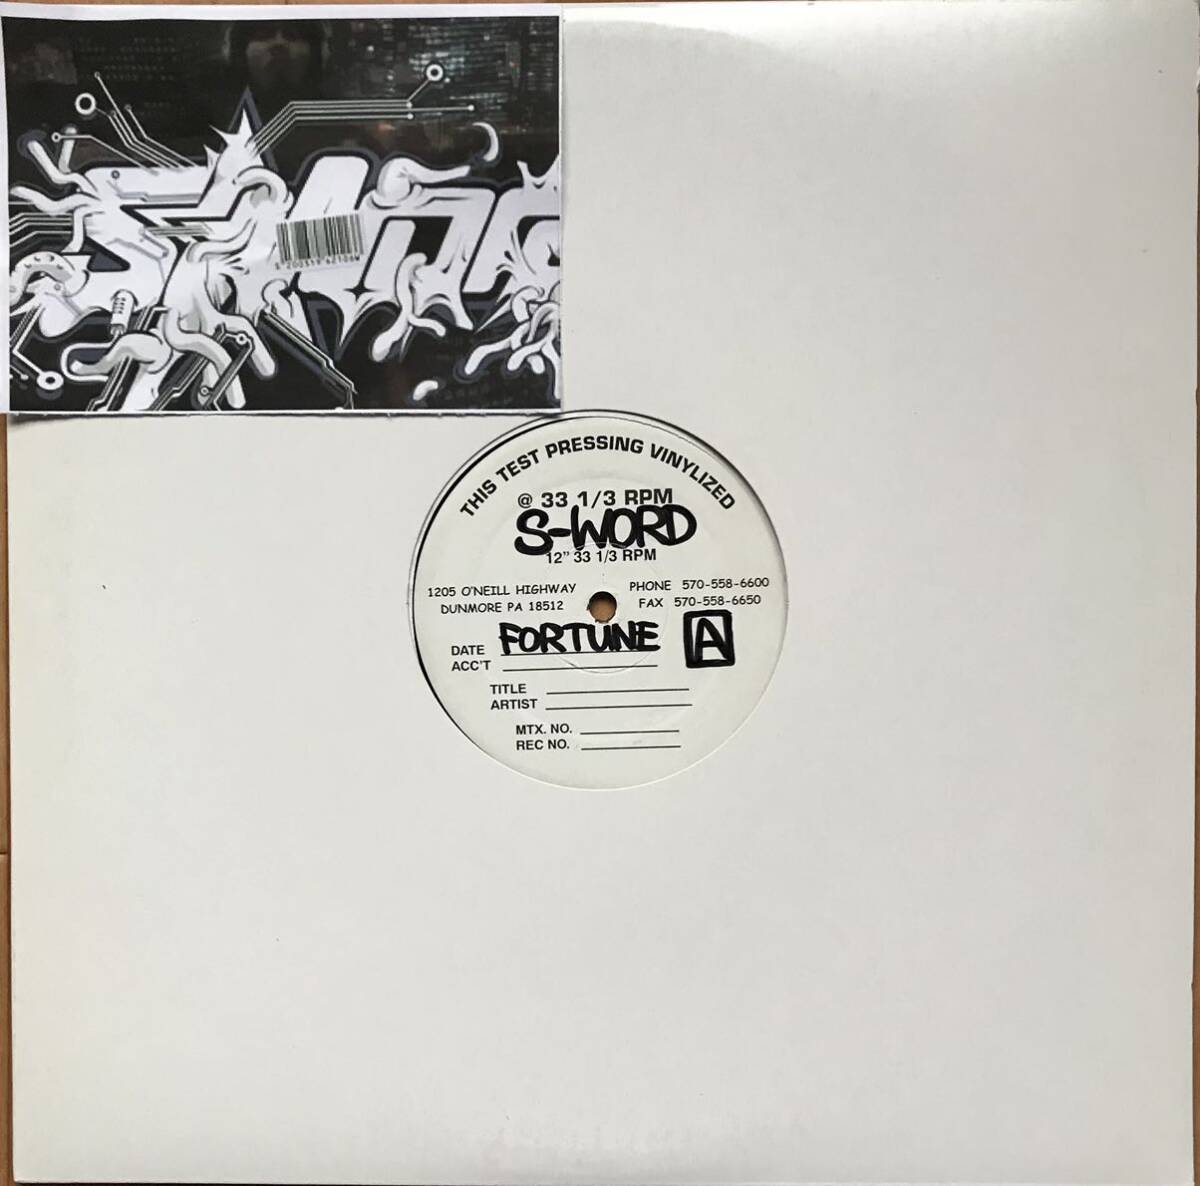 THIS TEST PRESSING VINYLIZED
@ 33 1/3 RPM
S-WORD
12" 33 1/3 RPM
1205 O'NEILL HIGHWAY
DUNMORE PA 18512
PHONE 570-558-6600
FAX 570-558-6650
DATE FORTUNE A
ACC'T
TITLE
ARTIST
MTX. NO.
REC NO.